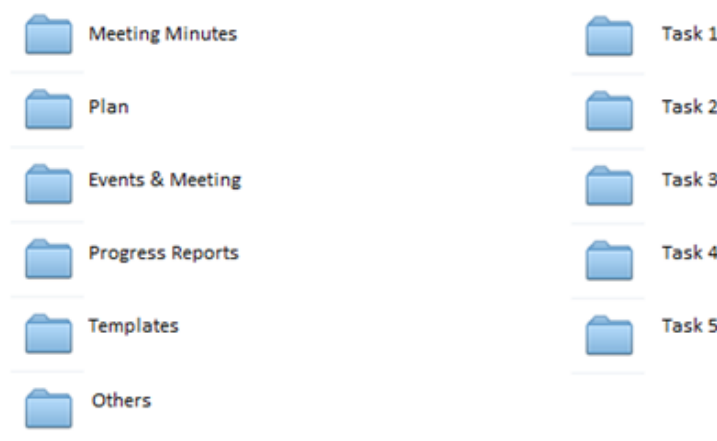 Meeting Minutes
Plan
Events & Meeting
Progress Reports
Templates
Others
Task 1
Task 2
Task 3
Task 4
Task 5